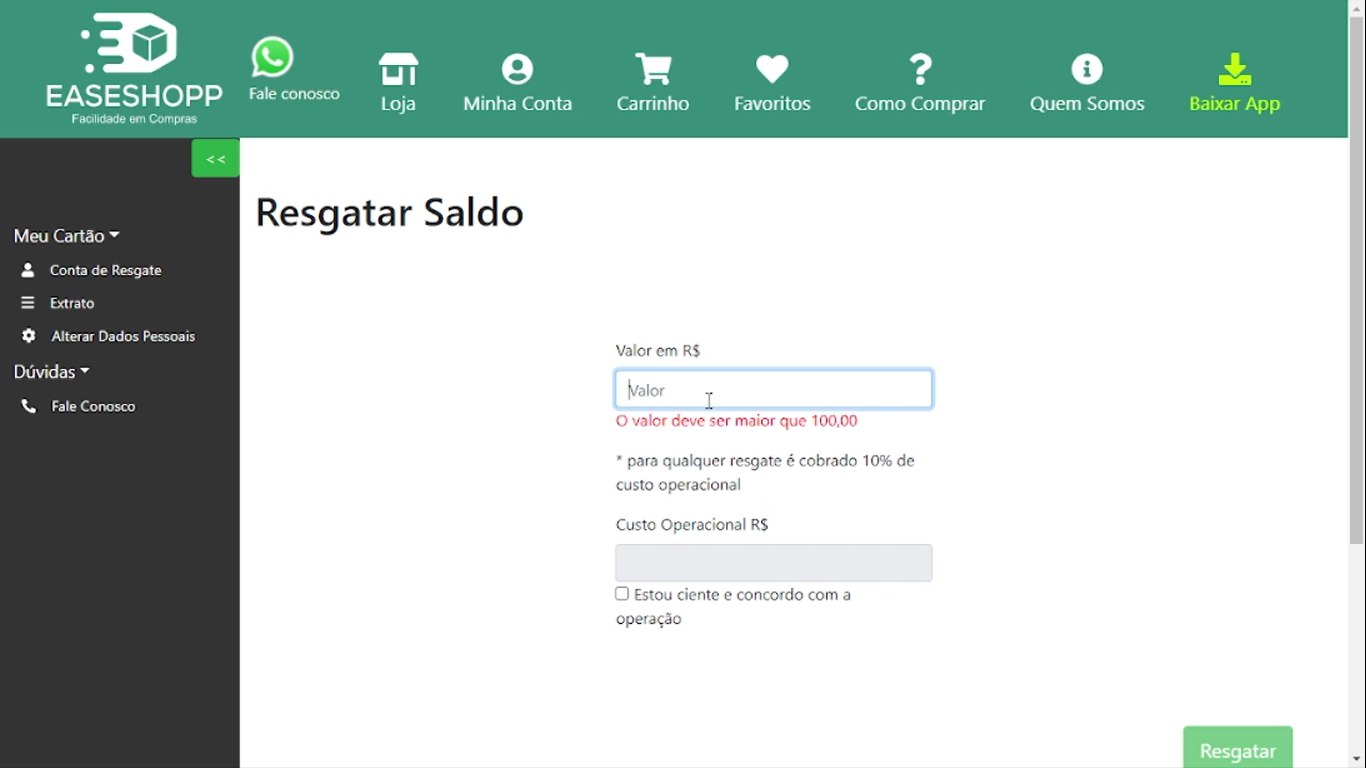 EASESHOPP
Facilidade em Compras
Fale conosco
Loja
Minha Conta
Carrinho
Favoritos
Como Comprar
Quem Somos
Baixar App
<<
Meu Cartão
Conta de Resgate
Extrato
Alterar Dados Pessoais
Dúvidas
Fale Conosco
Resgatar Saldo
Valor em R$
Valor
O valor deve ser maior que 100,00
* para qualquer resgate é cobrado 10% de
custo operacional
Custo Operacional R$
Estou ciente e concordo com a
operação
Resgatar